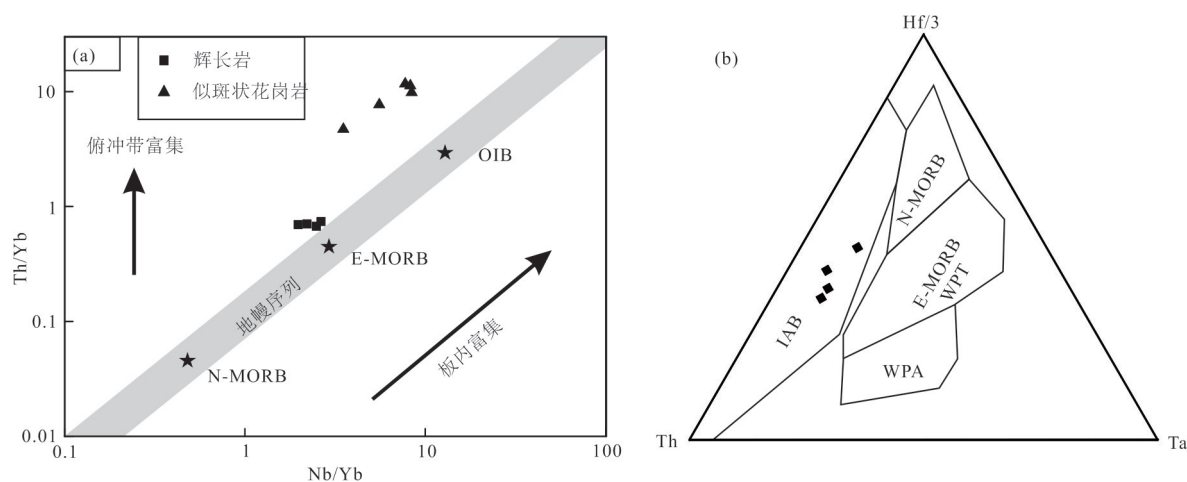 (a)
辉长岩
似斑状花岗岩
俯冲带富集
OIB
E-MORB
N-MORB
地幔序列
板内富集
10
1
0.1
0.01
Th/Yb
0.1
1
10
100
Nb/Yb
(b)
Hf/3
N-MORB
E-MORB
WPT
IAB
WPA
Th
Ta